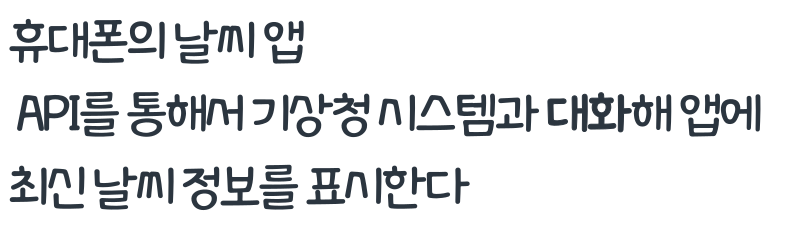 휴대폰의 날씨 앱
API를 통해서 기상청 시스템과 대화해 앱에
최신 날씨 정보를 표시한다